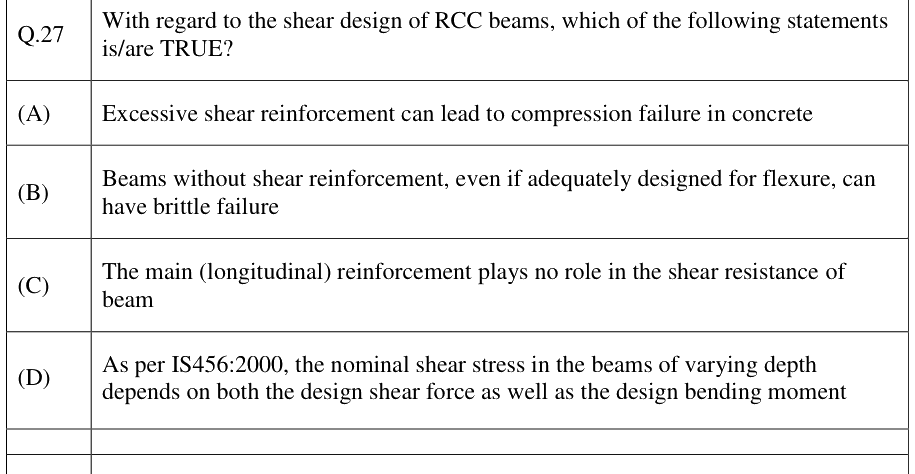 Q.27
With regard to the shear design of RCC beams, which of the following statements
is/are TRUE?
(A)
Excessive shear reinforcement can lead to compression failure in concrete
(B)
Beams without shear reinforcement, even if adequately designed for flexure, can
have brittle failure
(C)
The main (longitudinal) reinforcement plays no role in the shear resistance of
beam
(D)
As per IS456:2000, the nominal shear stress in the beams of varying depth
depends on both the design shear force as well as the design bending moment